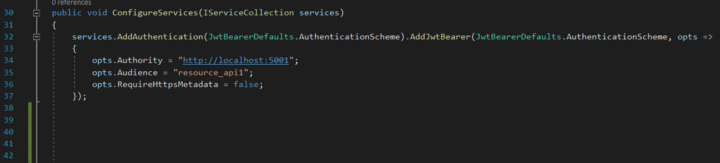 0 references
30 public void ConfigureServices(IServiceCollection services)
31 {
32 services.AddAuthentication(JwtBearerDefaults.AuthenticationScheme).AddJwtBearer(JwtBearerDefaults.AuthenticationScheme, opts =>
33 {
34 opts.Authority = "http://localhost:5001";
35 opts.Audience = "resource_api1";
36 opts.RequireHttpsMetadata = false;
37 });
38
39
40
41
42